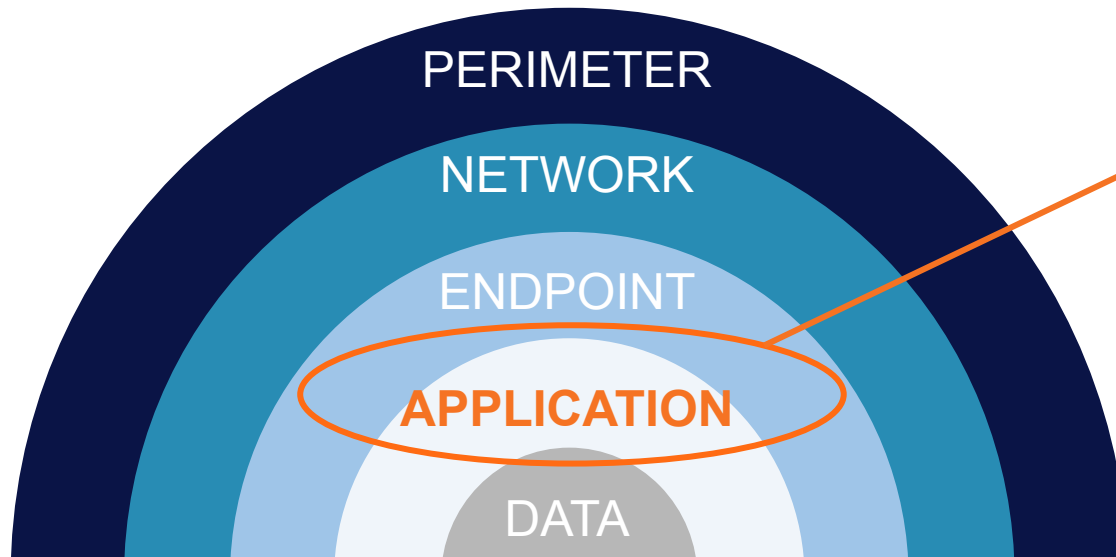 PERIMETER
NETWORK
ENDPOINT
APPLICATION
DATA